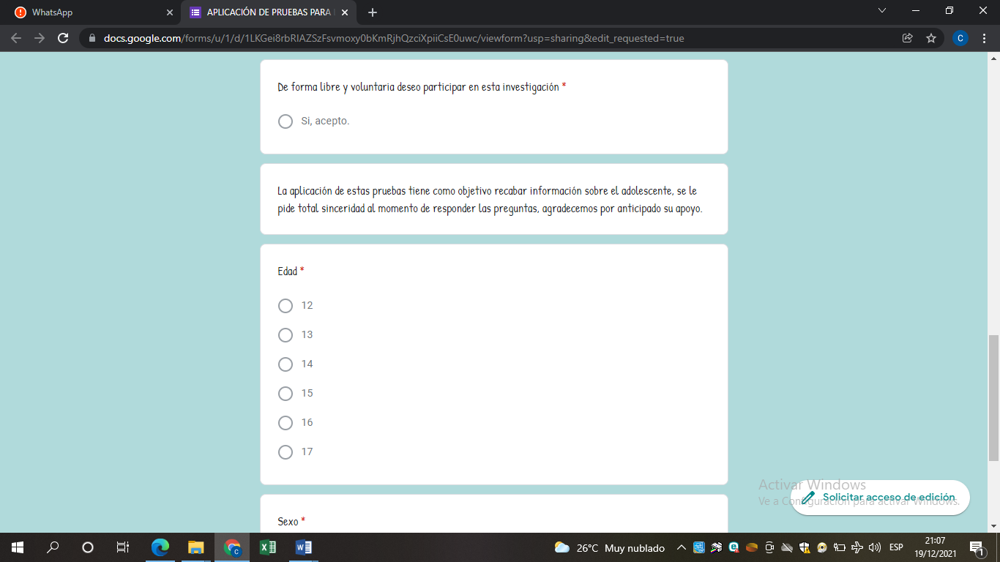 WhatsApp
APLICACIÓN DE PRUEBAS PARA
docs.google.com/forms/u/1/d/1LKGei8rbRIAZSzFsvmoxy0bKmRjhQzciXpiiCsE0uwc/viewform?usp=sharing&edit_requested=true
C
De forma libre y voluntaria deseo participar en esta investigación *
Si, acepto.
La aplicación de estas pruebas tiene como objetivo recabar información sobre el adolescente, se le
pide total sinceridad al momento de responder las preguntas, agradecemos por anticipado su apoyo.
Edad *
12
13
14
15
16
17
Activar Windows
Ve a Configuración para activar Windows.
Solicitar acceso de edición
Sexo *
26°C Muy nublado
ESP
21:07
19/12/2021
1